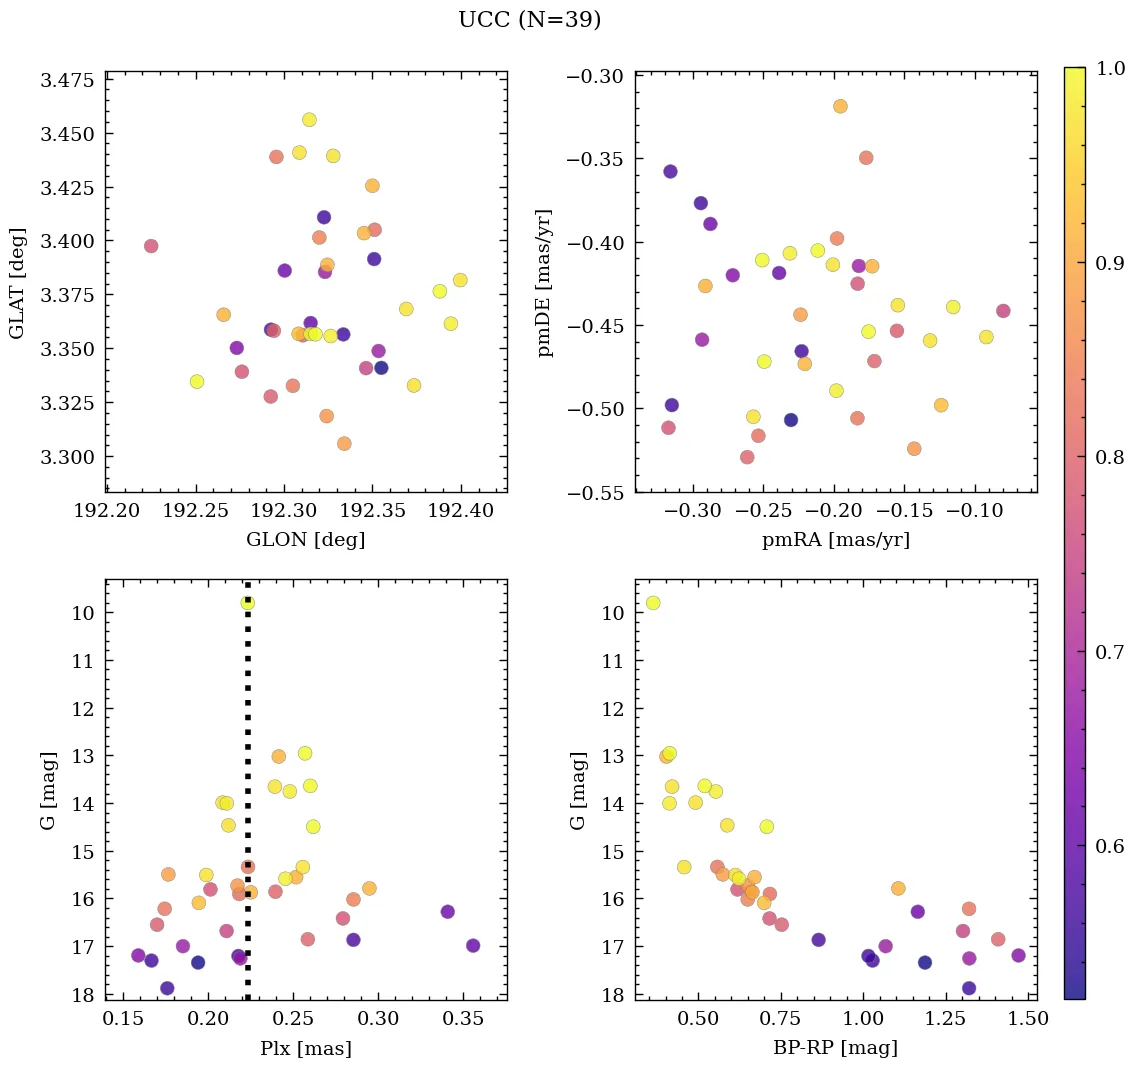 UCC (N=39)
3.475
3.450
3.425
3.400
3.375
3.350
3.325
3.300
GLAT [deg]
192.20 192.25 192.30 192.35 192.40
GLON [deg]
−0.30
−0.35
−0.40
−0.45
−0.50
−0.55
pmDE [mas/yr]
−0.30 −0.25 −0.20 −0.15 −0.10
pmRA [mas/yr]
10
11
12
13
14
15
16
17
18
G [mag]
0.15 0.20 0.25 0.30 0.35
Plx [mas]
10
11
12
13
14
15
16
17
18
G [mag]
0.50 0.75 1.00 1.25 1.50
BP-RP [mag]
1.0
0.9
0.8
0.7
0.6